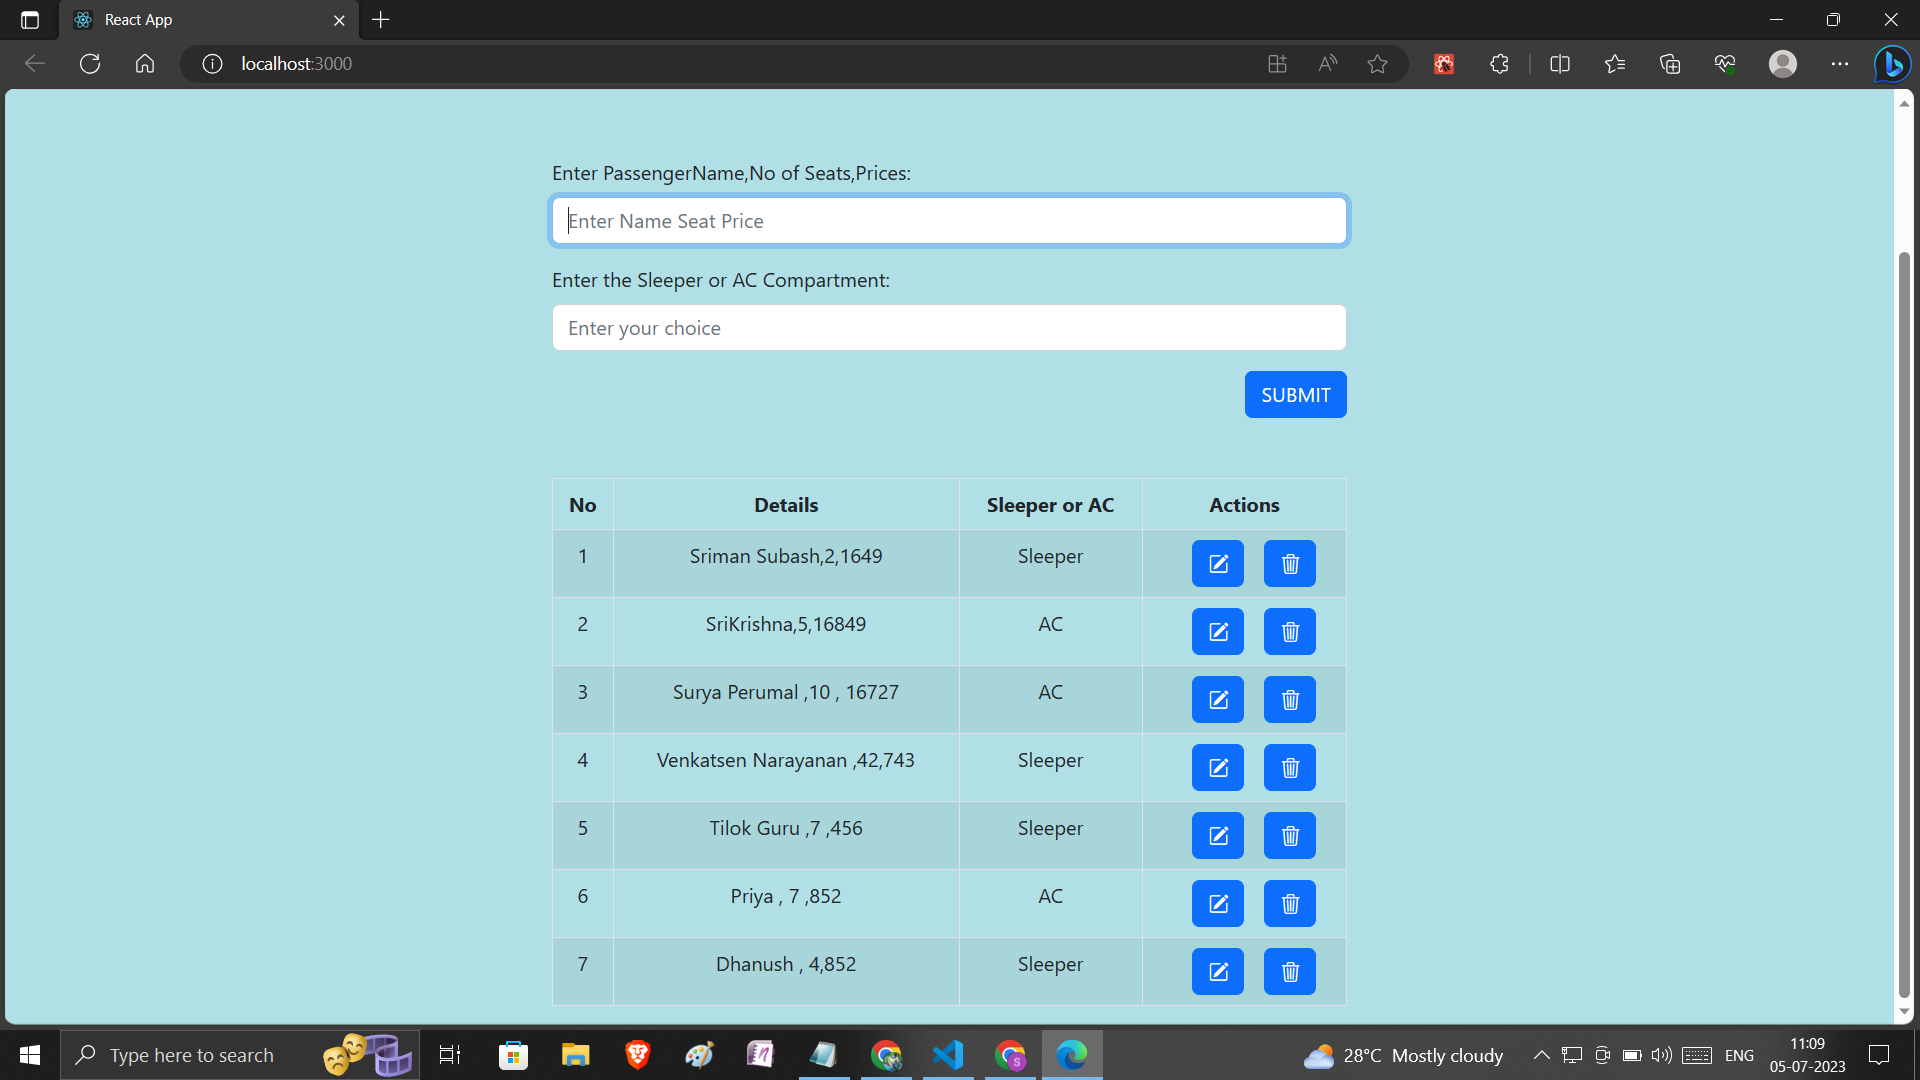 React App
localhost:3000
Enter PassengerName,No of Seats,Prices:
Enter Name Seat Price
Enter the Sleeper or AC Compartment:
Enter your choice
SUBMIT
No Details Sleeper or AC Actions
1 Sriman Subash,2,1649 Sleeper
2 SriKrishna,5,16849 AC
3 Surya Perumal ,10 , 16727 AC
4 Venkatsen Narayanan ,42,743 Sleeper
5 Tilok Guru ,7 ,456 Sleeper
6 Priya , 7 ,852 AC
7 Dhanush , 4,852 Sleeper
Type here to search
28°C Mostly cloudy
ENG
11:09
05-07-2023